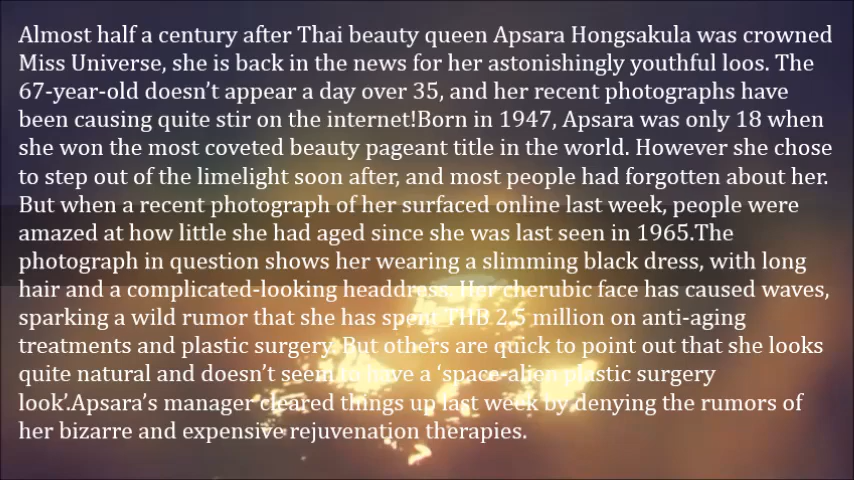 Almost half a century after Thai beauty queen Apsara Hongsakula was crowned
Miss Universe, she is back in the news for her astonishingly youthful loos. The
67-year-old doesn’t appear a day over 35, and her recent photographs have
been causing quite stir on the internet!Born in 1947, Apsara was only 18 when
she won the most coveted beauty pageant title in the world. However she chose
to step out of the limelight soon after, and most people had forgotten about her.
But when a recent photograph of her surfaced online last week, people were
amazed at how little she had aged since she was last seen in 1965.The
photograph in question shows her wearing a slimming black dress, with long
hair and a complicated-looking headdress. Her cherubic face has caused waves,
sparking a wild rumor that she has spent THB 2.5 million on anti-aging
treatments and plastic surgery. But others are quick to point out that she looks
quite natural and doesn’t seem to have a ‘space-alien plastic surgery
look’.Apsara’s manager cleared things up last week by denying the rumors of
her bizarre and expensive rejuvenation therapies.